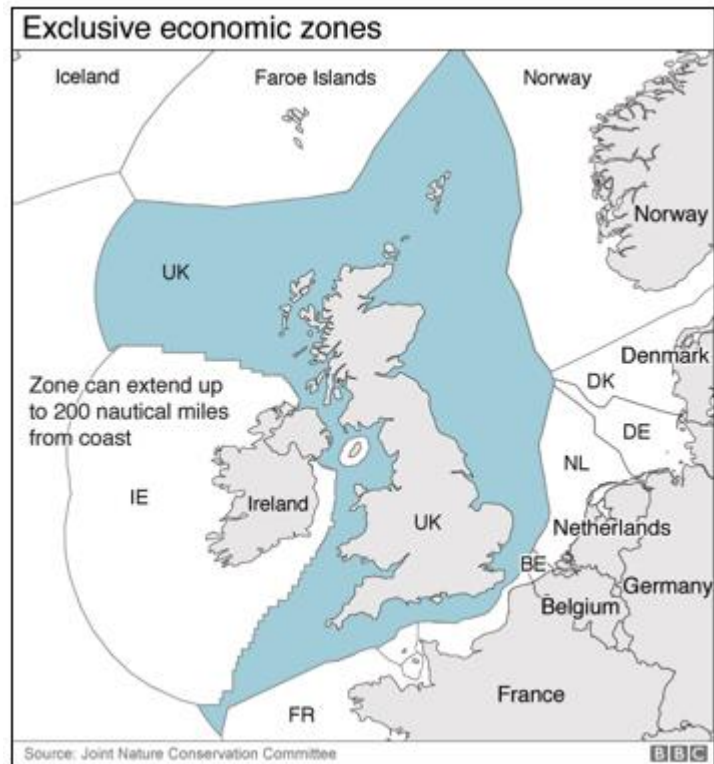 Exclusive economic zones
Iceland
Faroe Islands
Norway
Norway
UK
Denmark
DK
Zone can extend up
to 200 nautical miles
from coast
DE
NL
IE
Ireland
UK
Netherlands
BE
Germany
Belgium
France
FR
Source: Joint Nature Conservation Committee
BBC